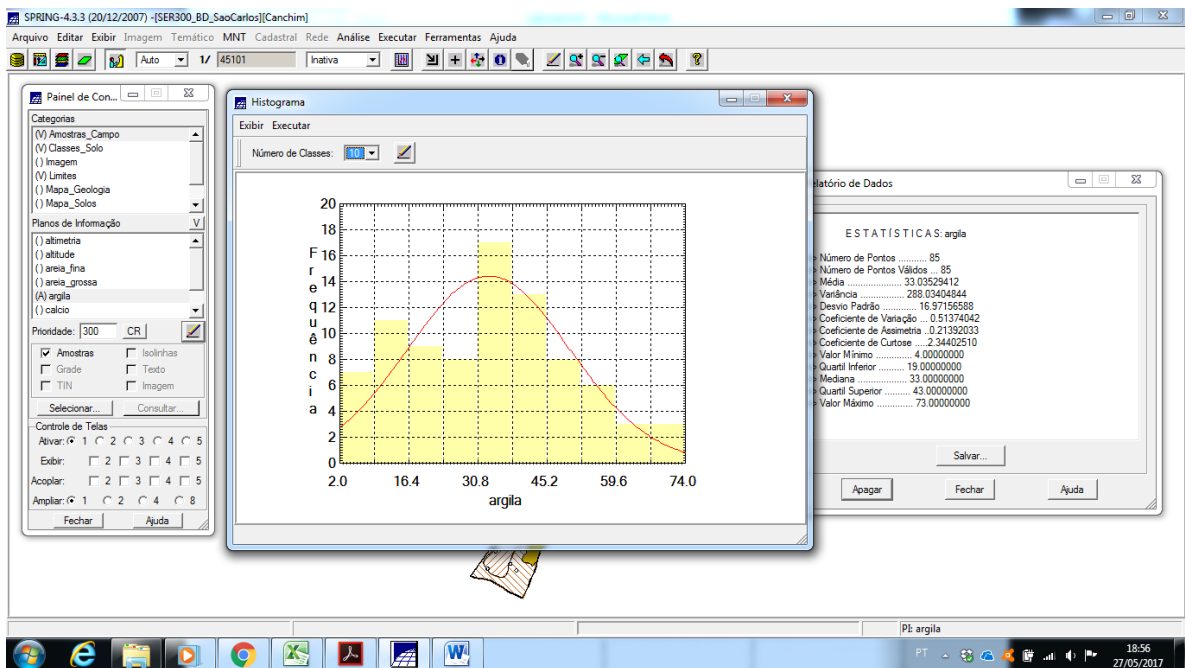 SPRING-4.3.3 (20/12/2007) -[SER300_BD_SaoCarlos][Canchim]
Arquivo Editar Exibir Imagem Temático MNT Cadastral Rede Análise Executar Ferramentas Ajuda
Auto 1/ 45101 Inativa
Painel de Con...
Categorias
(V) Amostras_Campo
(V) Classes_Solo
( ) Imagem
(V) Limites
( ) Mapa_Geologia
( ) Mapa_Solos
Planos de Informação V
( ) altimetria
( ) altitude
( ) areia_fina
( ) areia_grossa
(A) argila
( ) calcio
Prioridade: 300 CR
Amostras Isolinhas
Grade Texto
TIN Imagem
Selecionar... Consultar...
Controle de Telas
Ativar: 1 2 3 4 5
Exibir: 2 3 4 5
Acoplar: 2 3 4 5
Ampliar: 1 2 4 8
Fechar Ajuda
Histograma
Exibir Executar
Número de Classes: 10
Frequência
20
18
16
14
12
10
8
6
4
2
0
2.0 16.4 30.8 45.2 59.6 74.0
argila
elatório de Dados
E S T A T Í S T I C A S: argila
Número de Pontos .......... 85
Número de Pontos Válidos ... 85
Média ..................... 33.03529412
Variância ................. 288.03404844
Desvio Padrão ............. 16.97156588
Coeficiente de Variação ... 0.51374042
Coeficiente de Assimetria ..0.21392033
Coeficiente de Curtose .....2.34402510
Valor Mínimo .............. 4.00000000
Quartil Inferior .......... 19.00000000
Mediana ................... 33.00000000
Quartil Superior .......... 43.00000000
Valor Máximo .............. 73.00000000
Salvar...
Apagar Fechar Ajuda
PI: argila
PT
18:56
27/05/2017